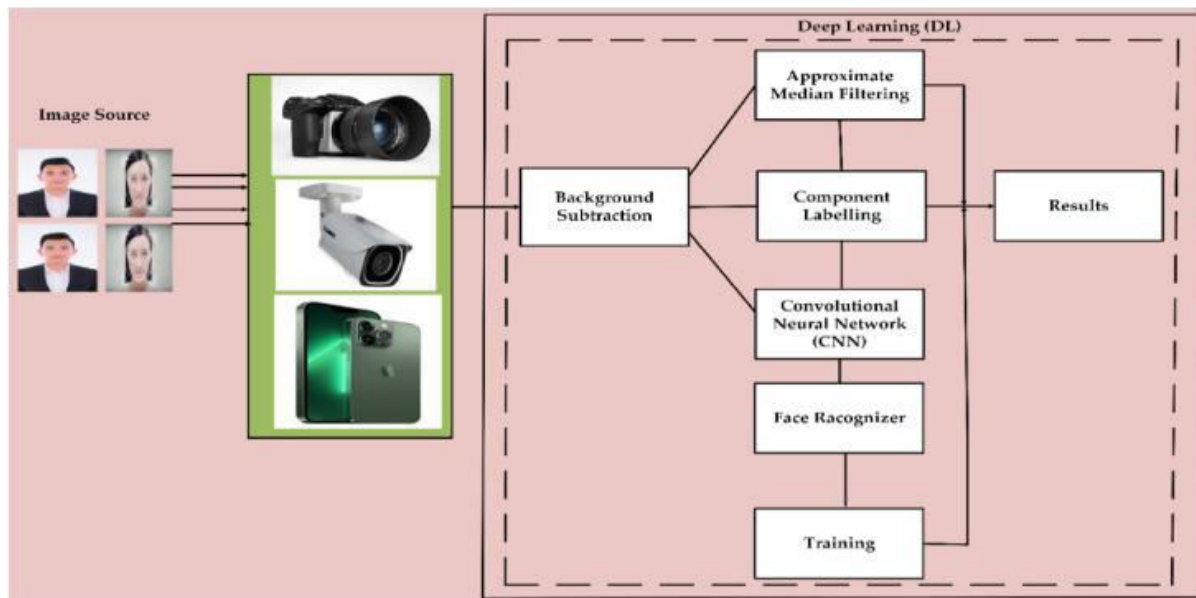 Deep Learning (DL)
Image Source
Approximate
Median Filtering
Background
Subtraction
Component
Labelling
Results
Convolutional
Neural Network
(CNN)
Face Racognizer
Training